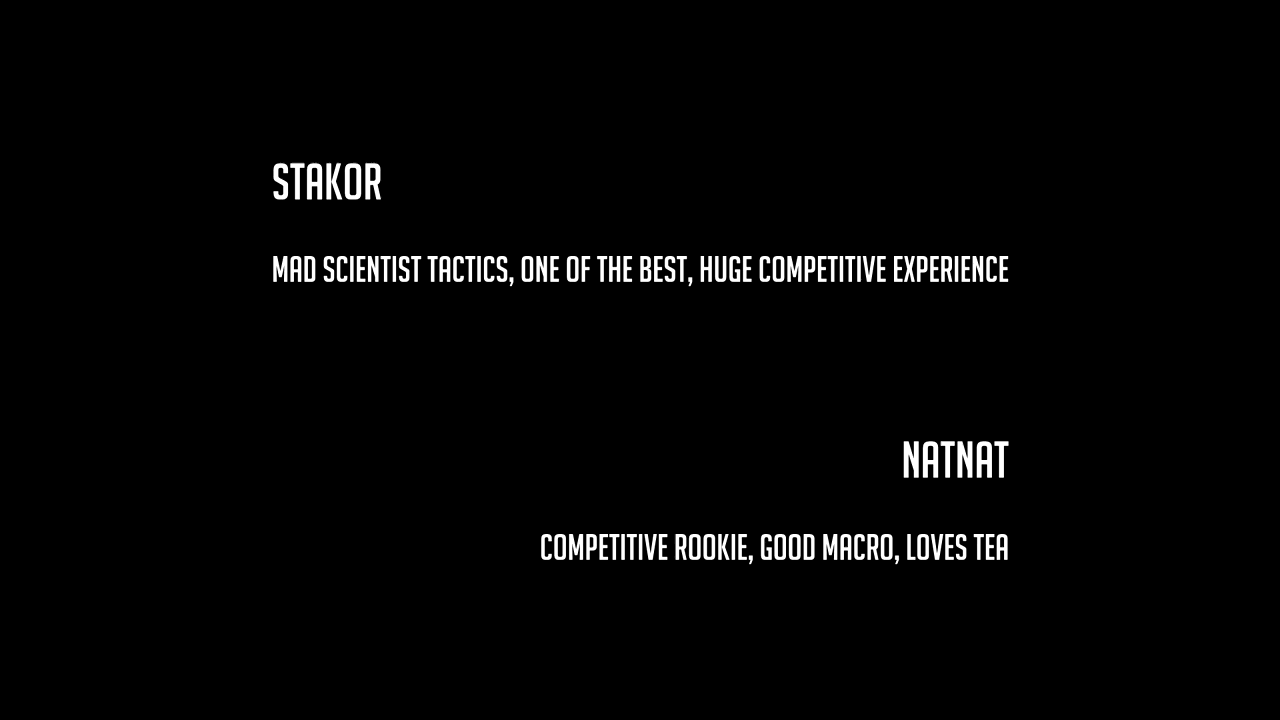 STAKOR
MAD SCIENTIST TACTICS, ONE OF THE BEST, HUGE COMPETITIVE EXPERIENCE
NATNAT
COMPETITIVE ROOKIE, GOOD MACRO, LOVES TEA